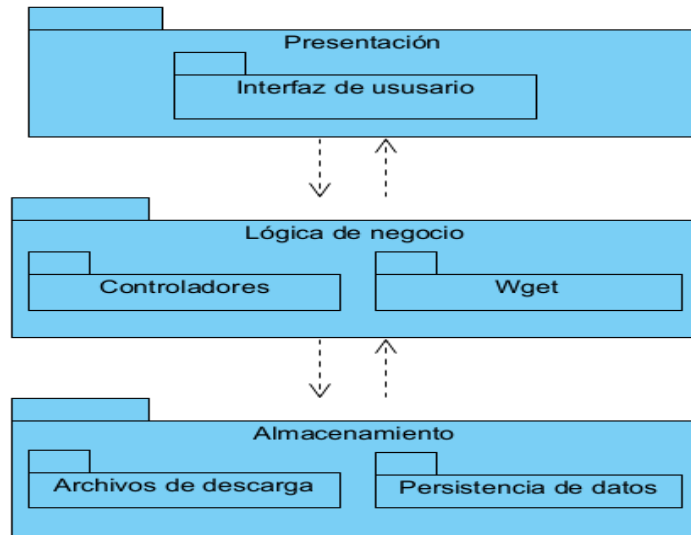 Presentación
Interfaz de ususario
Lógica de negocio
Controladores
Wget
Almacenamiento
Archivos de descarga
Persistencia de datos